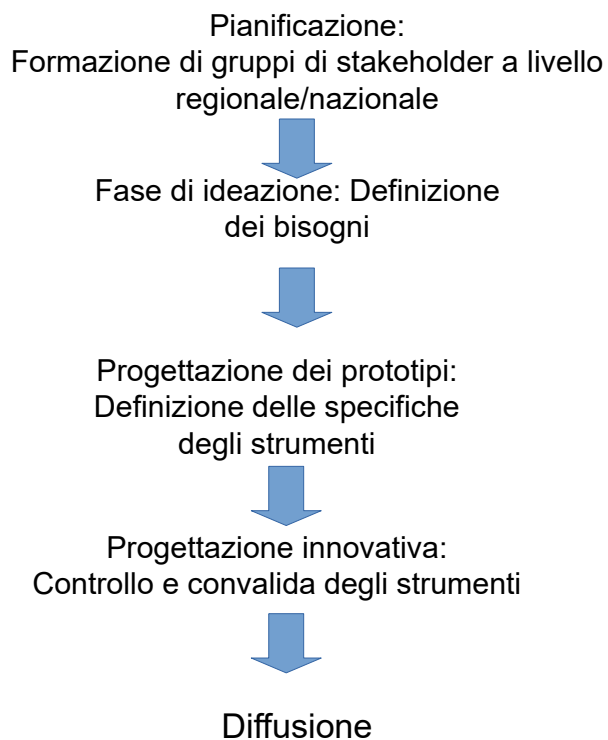 Pianificazione:
Formazione di gruppi di stakeholder a livello
regionale/nazionale
Fase di ideazione: Definizione
dei bisogni
Progettazione dei prototipi:
Definizione delle specifiche
degli strumenti
Progettazione innovativa:
Controllo e convalida degli strumenti
Diffusione